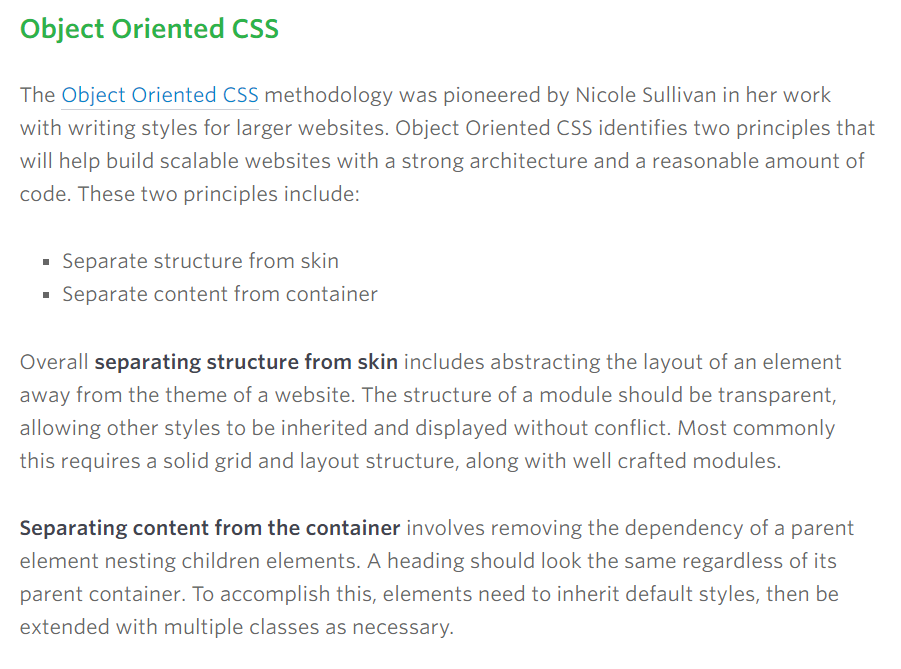 Object Oriented CSS
The Object Oriented CSS methodology was pioneered by Nicole Sullivan in her work
with writing styles for larger websites. Object Oriented CSS identifies two principles that
will help build scalable websites with a strong architecture and a reasonable amount of
code. These two principles include:
▪ Separate structure from skin
▪ Separate content from container
Overall separating structure from skin includes abstracting the layout of an element
away from the theme of a website. The structure of a module should be transparent,
allowing other styles to be inherited and displayed without conflict. Most commonly
this requires a solid grid and layout structure, along with well crafted modules.
Separating content from the container involves removing the dependency of a parent
element nesting children elements. A heading should look the same regardless of its
parent container. To accomplish this, elements need to inherit default styles, then be
extended with multiple classes as necessary.